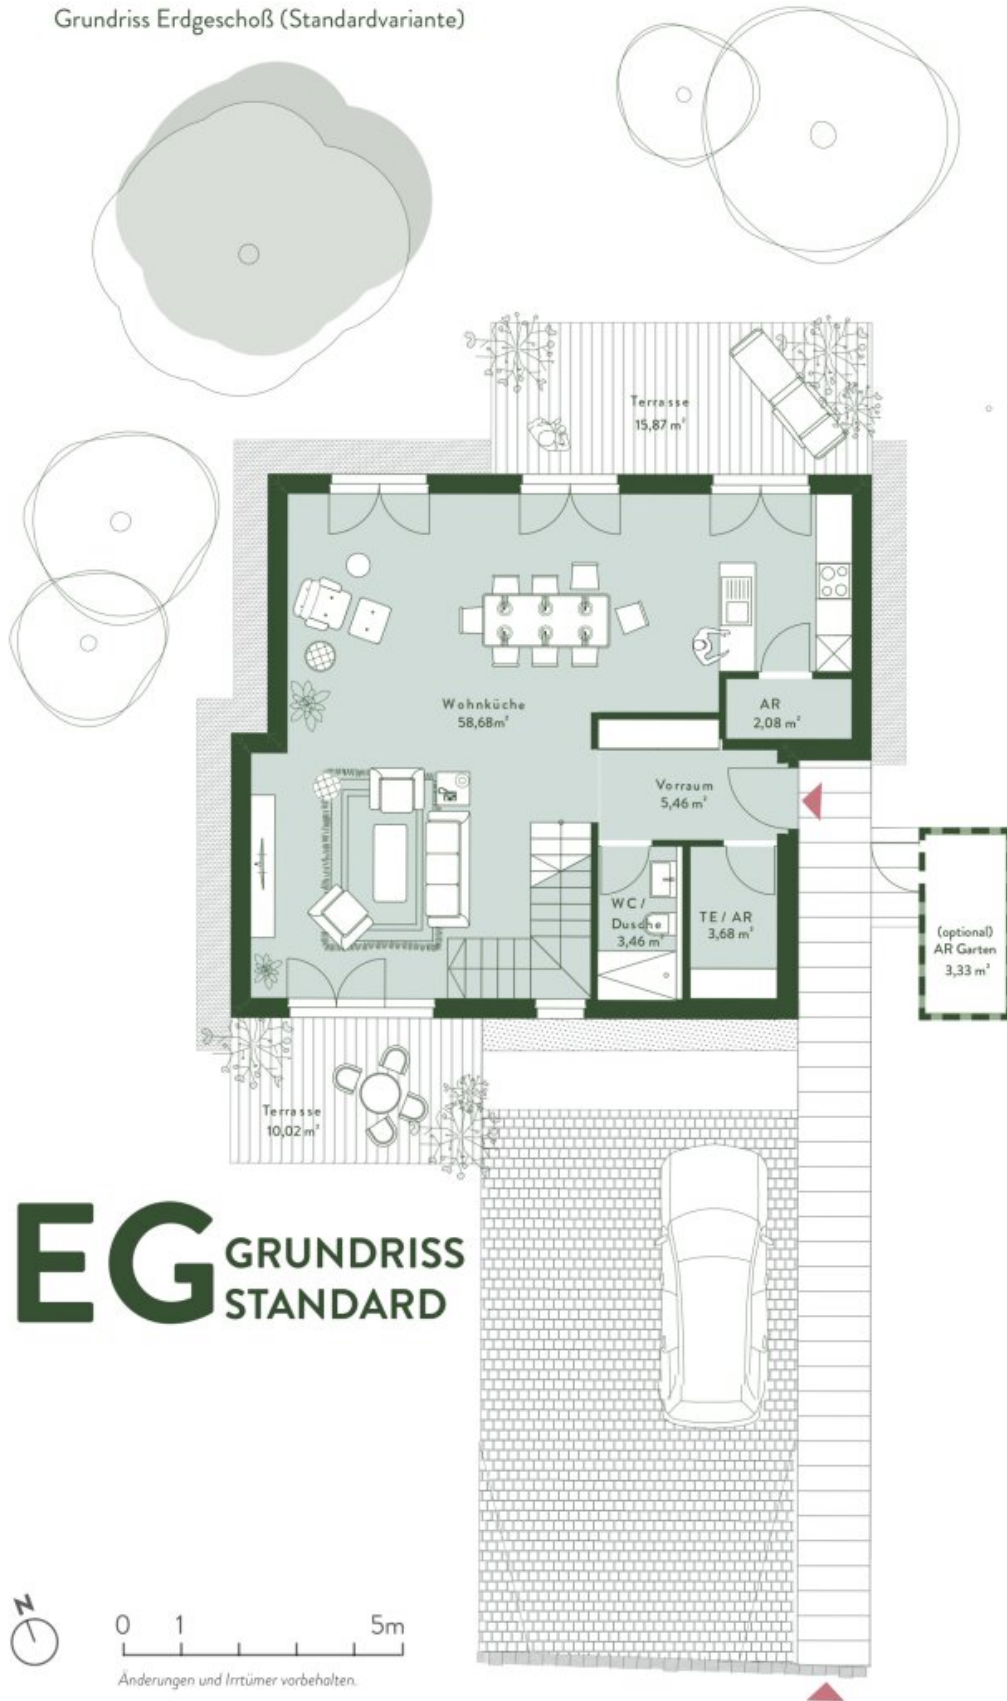 Grundriss Erdgeschoß (Standardvariante)
Terrasse
15,87 m²
Wohnküche
58,68m²
AR
2,08 m²
Vorraum
5,46 m²
WC /
Dusche
3,46 m²
TE / AR
3,68 m²
(optional)
AR Garten
3,33 m²
Terrasse
10,02 m²
EG GRUNDRISS
STANDARD
N
0 1 5m
Änderungen und Irrtümer vorbehalten.